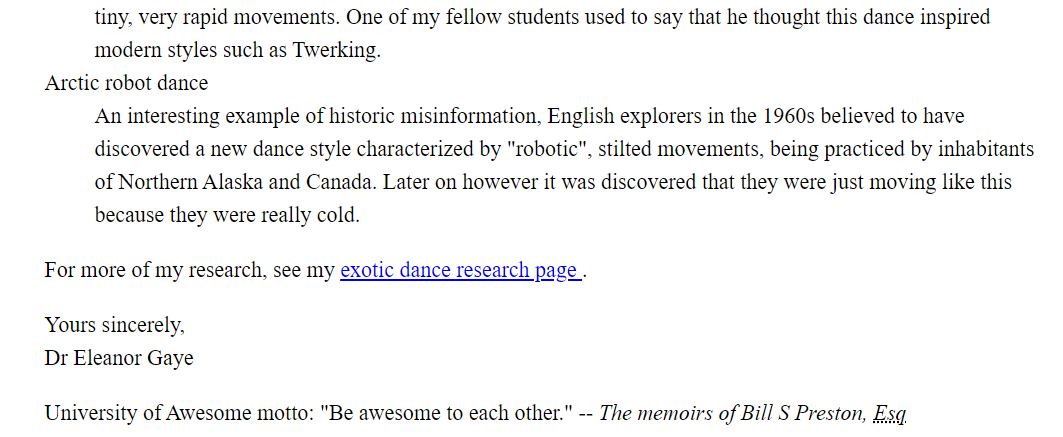 tiny, very rapid movements. One of my fellow students used to say that he thought this dance inspired
modern styles such as Twerking.
Arctic robot dance
An interesting example of historic misinformation, English explorers in the 1960s believed to have
discovered a new dance style characterized by "robotic", stilted movements, being practiced by inhabitants
of Northern Alaska and Canada. Later on however it was discovered that they were just moving like this
because they were really cold.
For more of my research, see my exotic dance research page .
Yours sincerely,
Dr Eleanor Gaye
University of Awesome motto: "Be awesome to each other." -- The memoirs of Bill S Preston, Esq